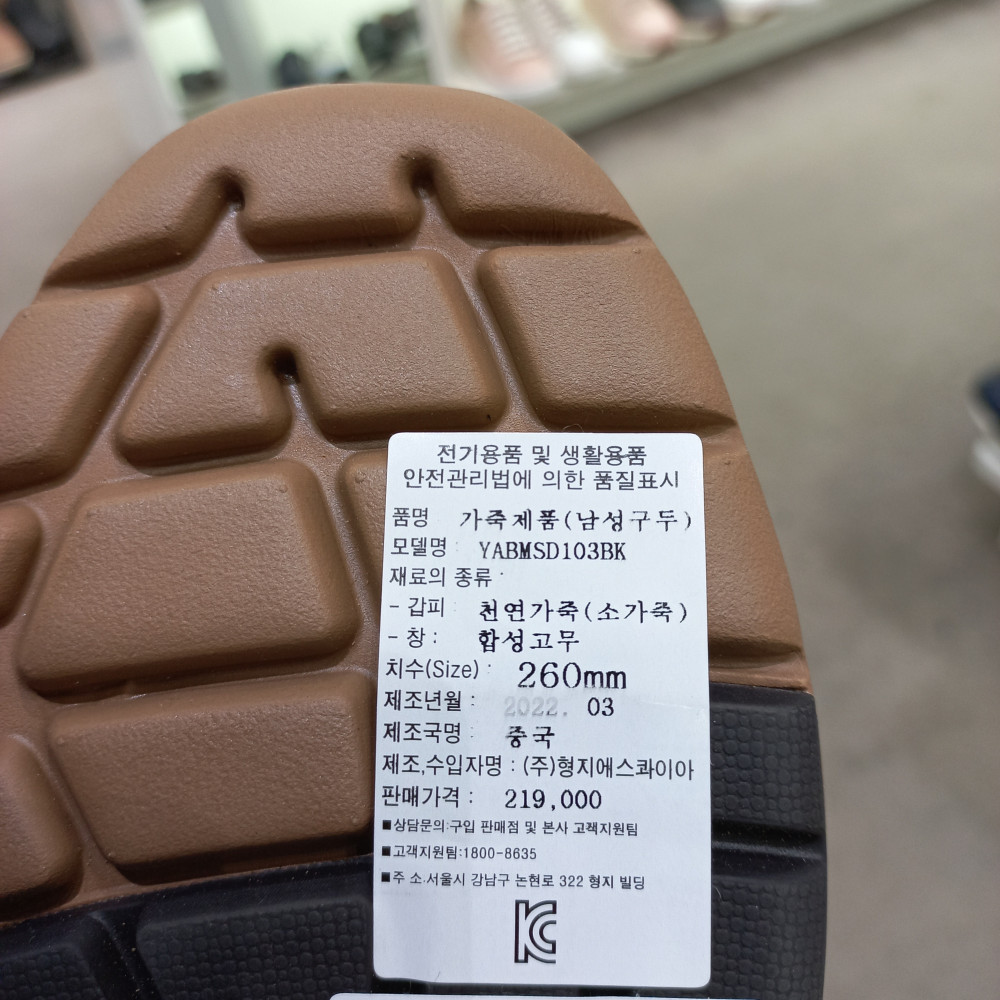 전기용품 및 생활용품
안전관리법에 의한 품질표시
품명 가죽제품(남성구두)
모델명 : YABMSD103BK
재료의 종류 :
- 갑피 : 천연가죽(소가죽)
- 창 : 합성고무
치수(Size) : 260mm
제조년월 : 2022. 03
제조국명 : 중국
제조,수입자명 : (주)형지에스콰이아
판매가격 : 219,000
■상담문의:구입 판매점 및 본사 고객지원팀
■고객지원팀:1800-8635
■주 소:서울시 강남구 논현로 322 형지 빌딩
KC